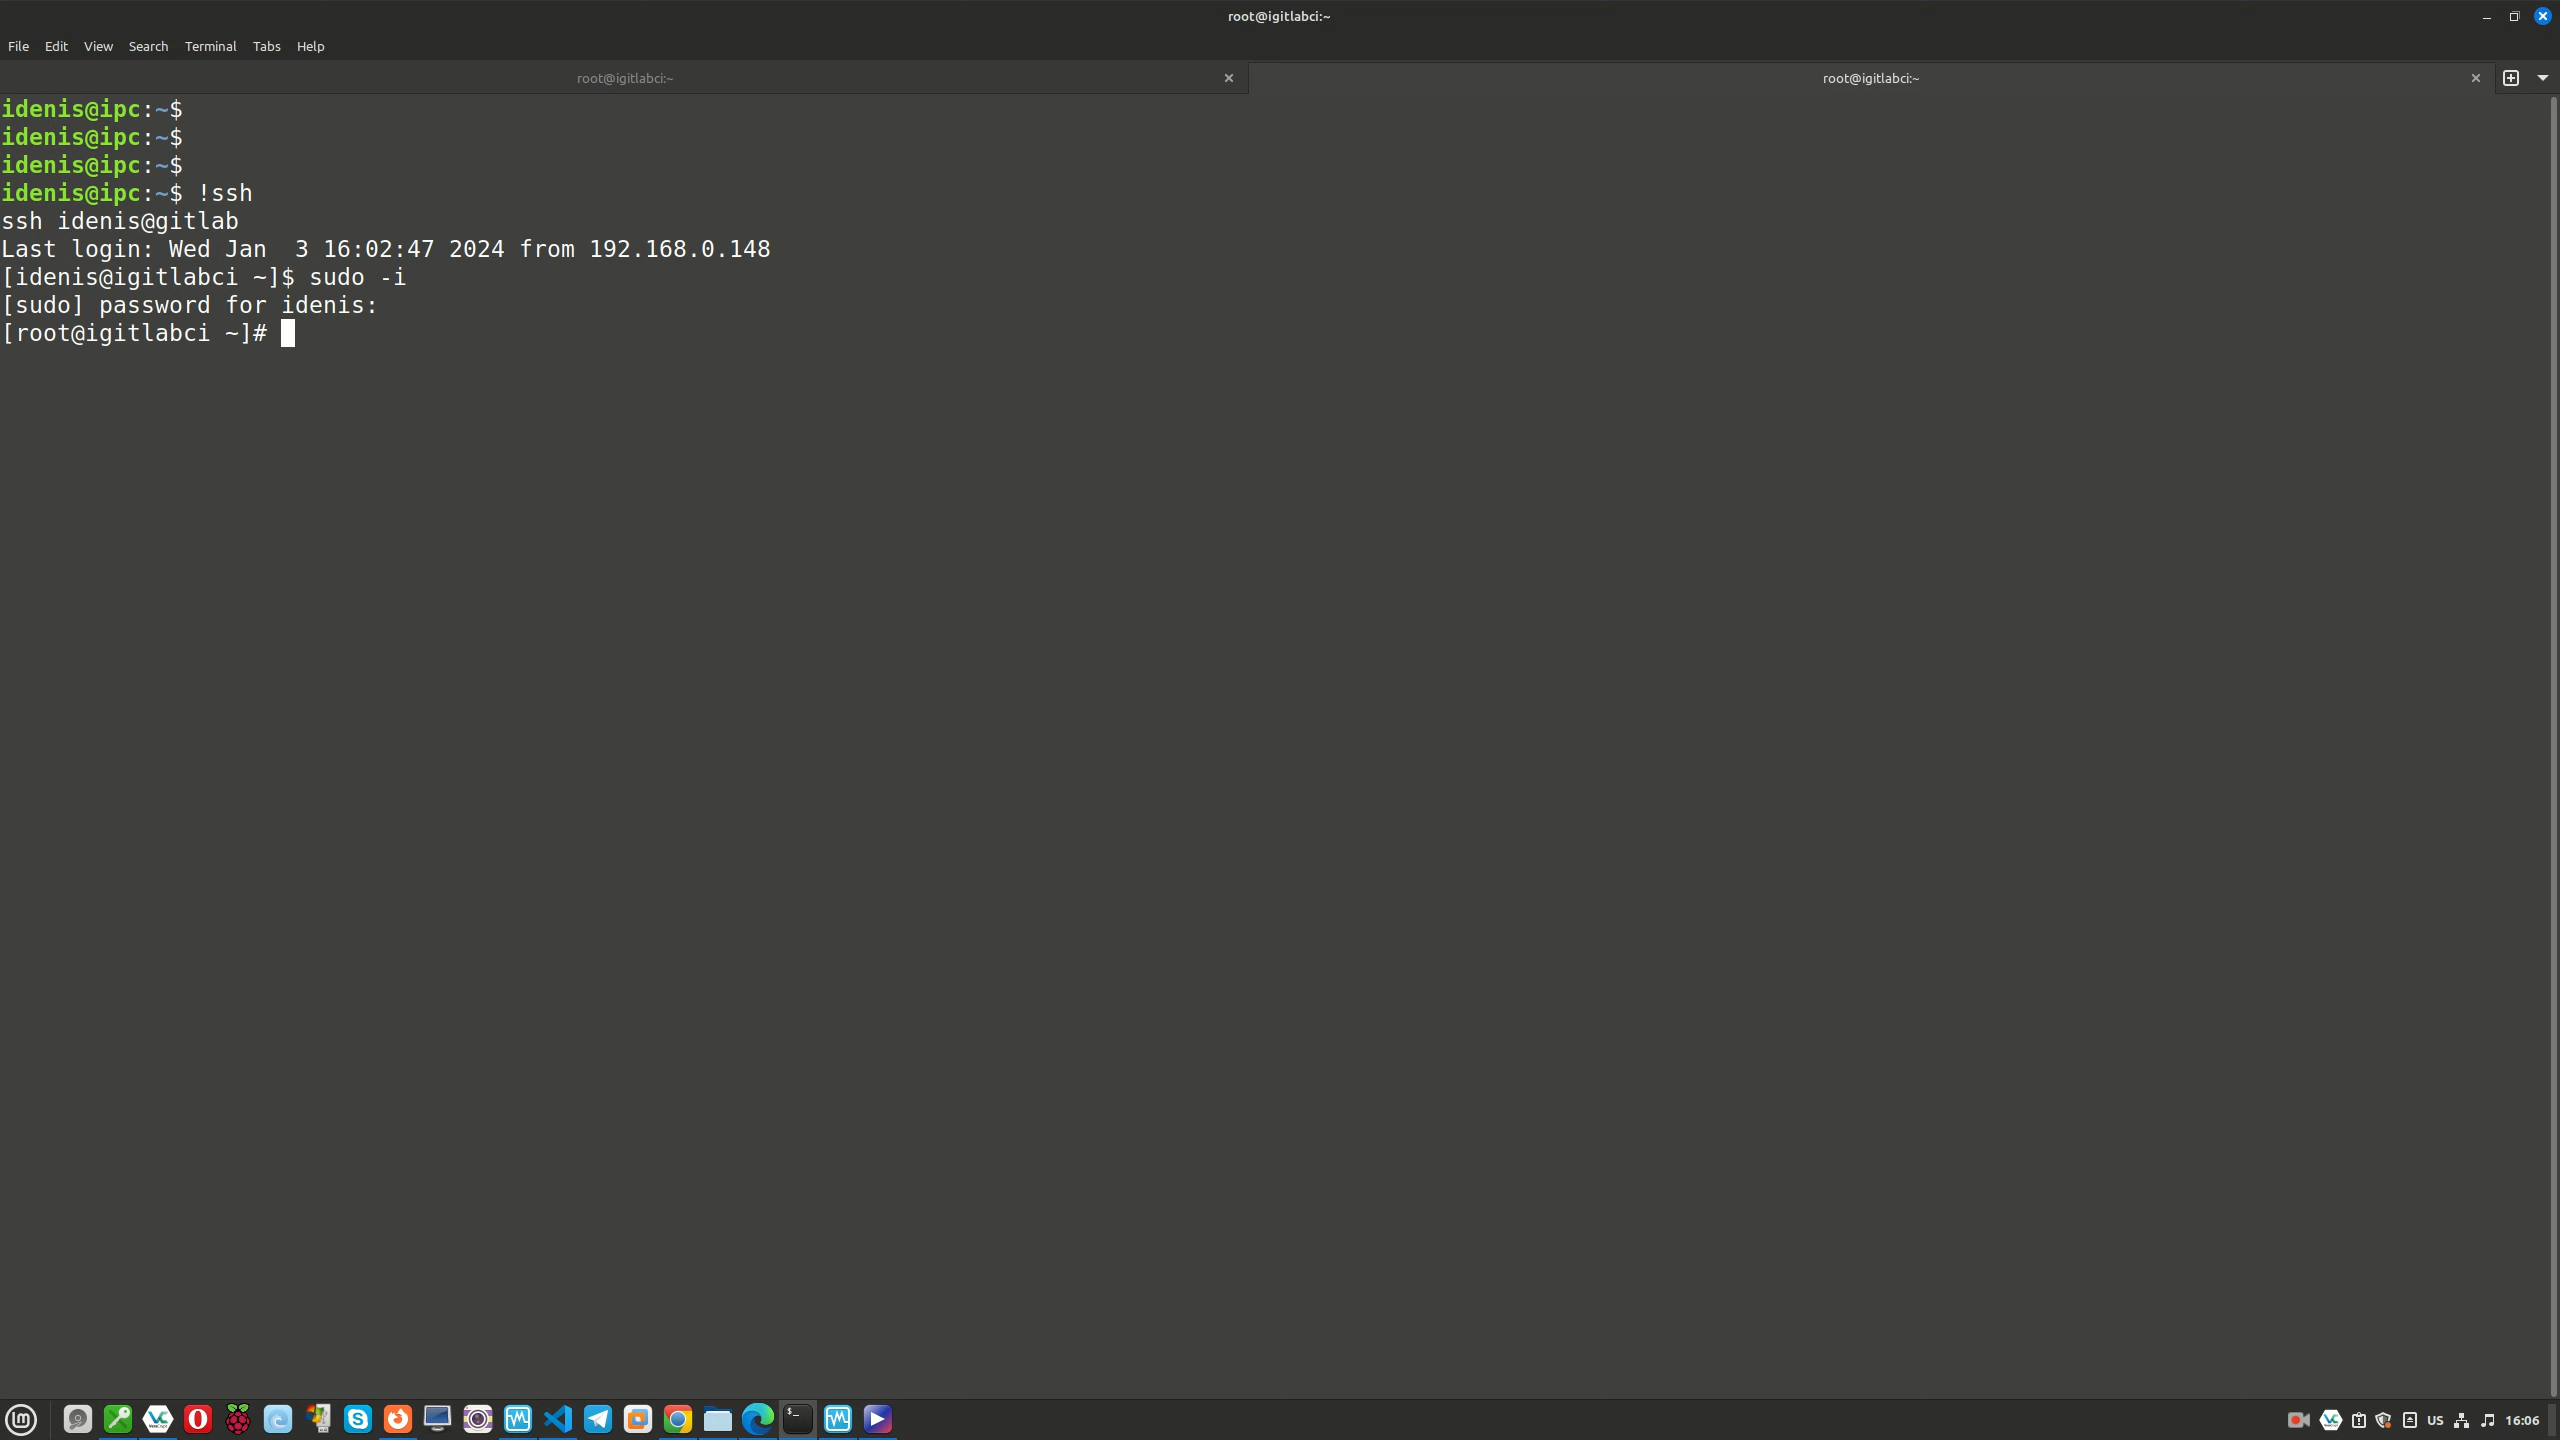 root@igitlabci:~
File Edit View Search Terminal Tabs Help
root@igitlabci:~ root@igitlabci:~
idenis@ipc:~$
idenis@ipc:~$
idenis@ipc:~$
idenis@ipc:~$ !ssh
ssh idenis@gitlab
Last login: Wed Jan  3 16:02:47 2024 from 192.168.0.148
[idenis@igitlabci ~]$ sudo -i
[sudo] password for idenis:
[root@igitlabci ~]#
US 16:06